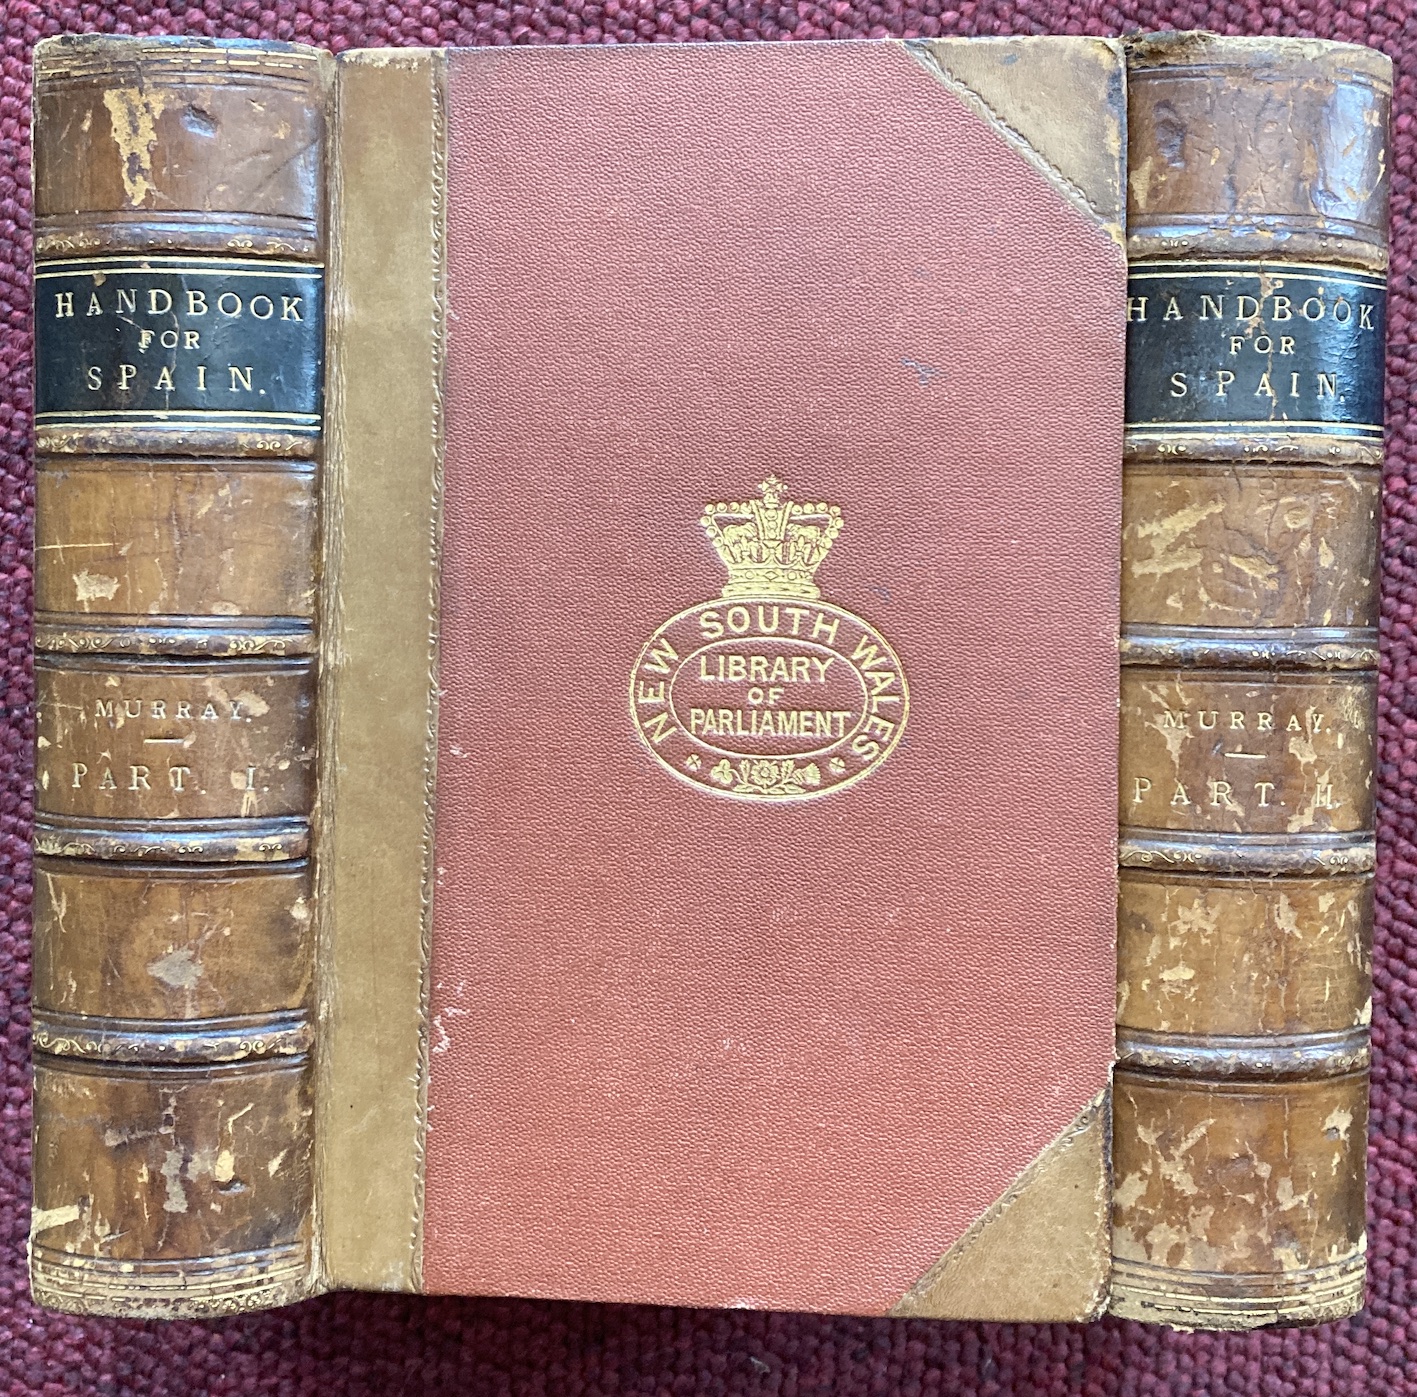 HANDBOOK
FOR
SPAIN.
MURRAY.
PART. I.
NEW SOUTH WALES
LIBRARY
OF
PARLIAMENT
HANDBOOK
FOR
SPAIN.
MURRAY.
PART. II.